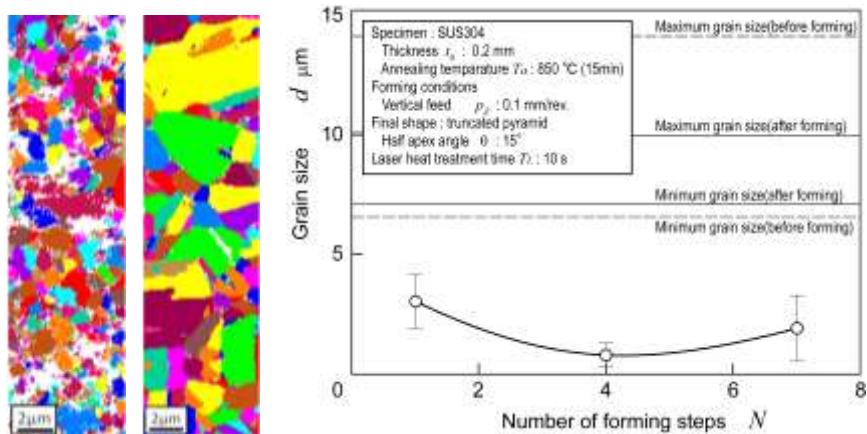 2μm
2μm
15
10
5
0
2
4
6
8
Grain size d μm
Number of forming steps N
Specimen : SUS304
Thickness t₀ : 0.2 mm
Annealing temparature Tα : 850 °C (15min)
Forming conditions
Vertical feed p : 0.1 mm/rev.
Final shape : truncated pyramid
Half apex angle θ : 15°
Laser heat treatment time Tλ : 10 s
Maximum grain size(before forming)
Maximum grain size(after forming)
Minimum grain size(after forming)
Minimum grain size(before forming)